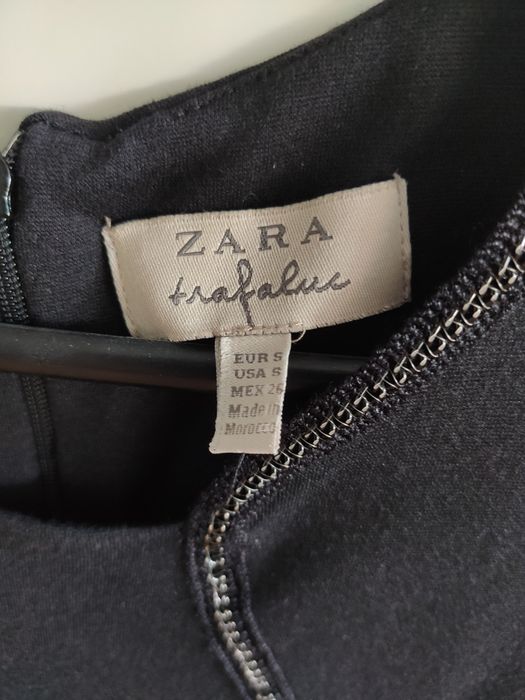 ZARA
trafaluc
EUR S
USA S
MEX 26
Made in
Morocco